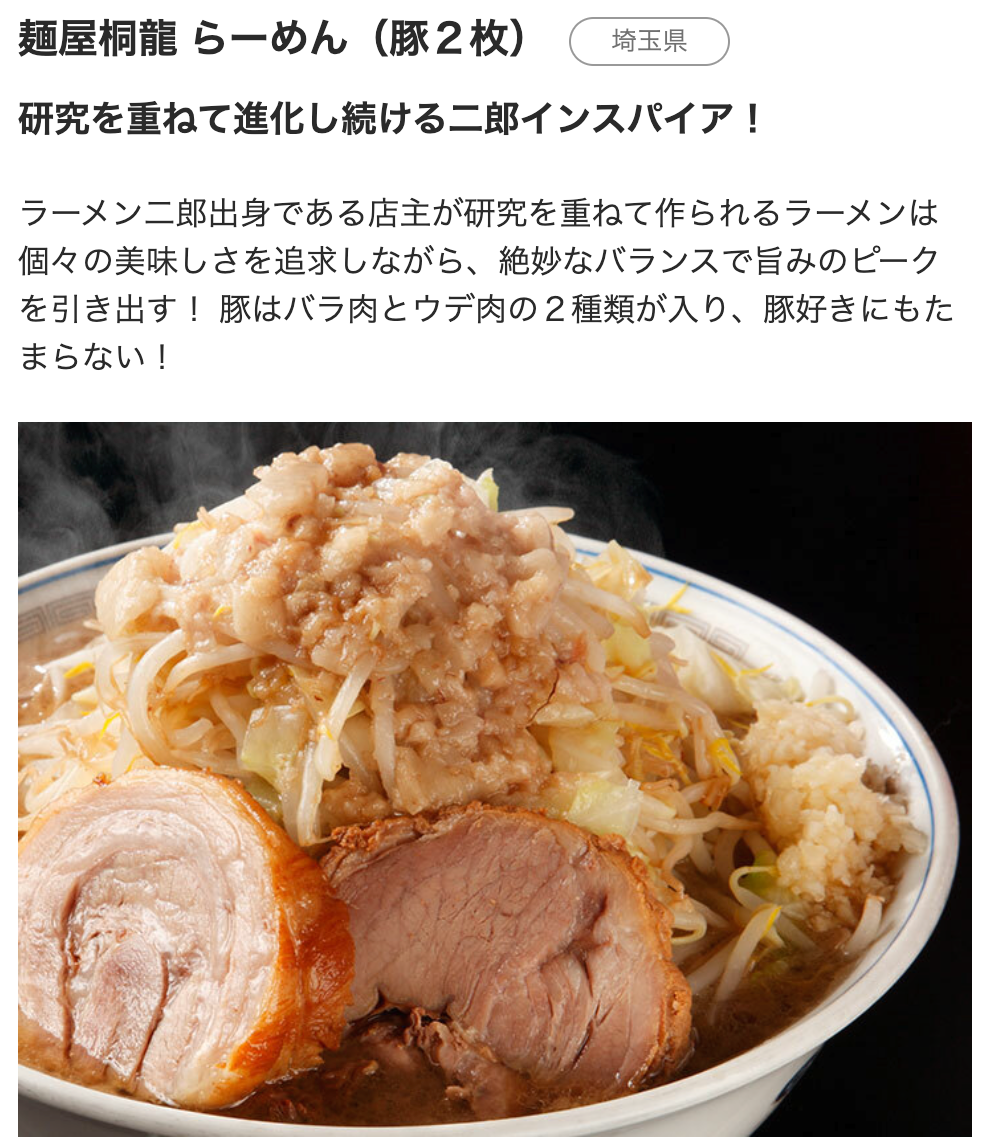 麺屋桐龍 らーめん（豚２枚） 埼玉県
研究を重ねて進化し続ける二郎インスパイア！
ラーメン二郎出身である店主が研究を重ねて作られるラーメンは
個々の美味しさを追求しながら、絶妙なバランスで旨みのピーク
を引き出す！ 豚はバラ肉とウデ肉の２種類が入り、豚好きにもた
まらない！